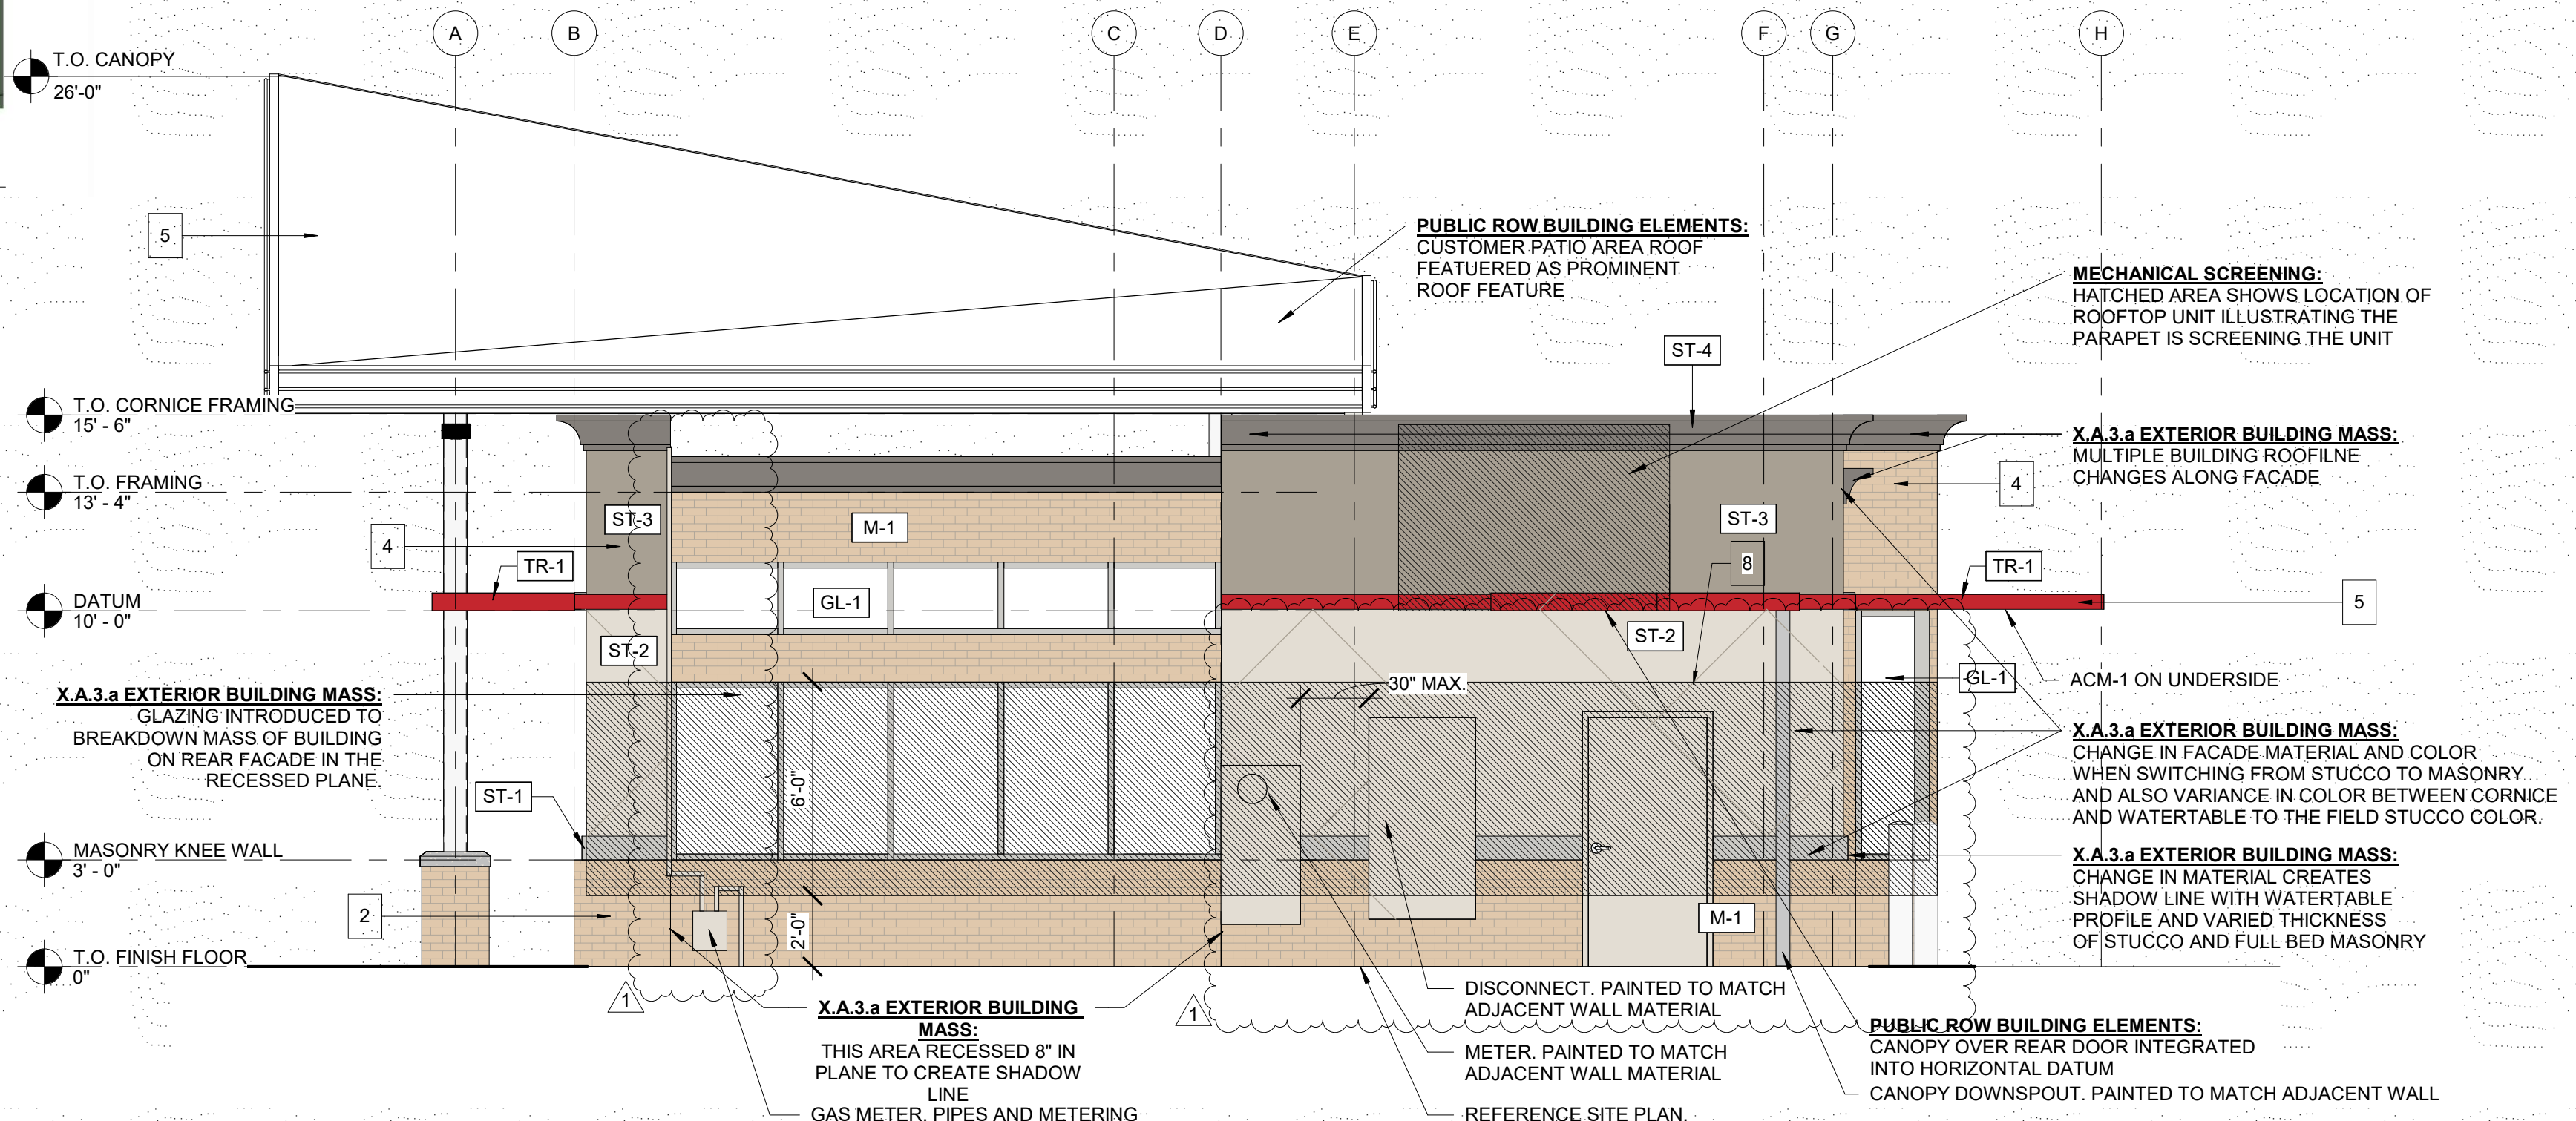 A B C D E F G H
T.O. CANOPY
26'-0"
5
PUBLIC ROW BUILDING ELEMENTS:
CUSTOMER PATIO AREA ROOF
FEATUERED AS PROMINENT
ROOF FEATURE
MECHANICAL SCREENING:
HATCHED AREA SHOWS LOCATION OF
ROOFTOP UNIT ILLUSTRATING THE
PARAPET IS SCREENING THE UNIT
ST-4
T.O. CORNICE FRAMING
15' - 6"
X.A.3.a EXTERIOR BUILDING MASS:
MULTIPLE BUILDING ROOFILNE
CHANGES ALONG FACADE
T.O. FRAMING
13' - 4"
4
ST-3
M-1
ST-3
4
8
TR-1
TR-1
DATUM
10' - 0"
GL-1
5
ST-2
ST-2
GL-1
ACM-1 ON UNDERSIDE
30" MAX.
X.A.3.a EXTERIOR BUILDING MASS:
GLAZING INTRODUCED TO
BREAKDOWN MASS OF BUILDING
ON REAR FACADE IN THE
RECESSED PLANE.
X.A.3.a EXTERIOR BUILDING MASS:
CHANGE IN FACADE MATERIAL AND COLOR
WHEN SWITCHING FROM STUCCO TO MASONRY
AND ALSO VARIANCE IN COLOR BETWEEN CORNICE
AND WATERTABLE TO THE FIELD STUCCO COLOR.
6'-0"
ST-1
MASONRY KNEE WALL
3' - 0"
X.A.3.a EXTERIOR BUILDING MASS:
CHANGE IN MATERIAL CREATES
SHADOW LINE WITH WATERTABLE
PROFILE AND VARIED THICKNESS
OF STUCCO AND FULL BED MASONRY
2
2'-0"
M-1
T.O. FINISH FLOOR
0"
1
1
X.A.3.a EXTERIOR BUILDING
MASS:
THIS AREA RECESSED 8" IN
PLANE TO CREATE SHADOW
LINE
GAS METER. PIPES AND METERING
DISCONNECT. PAINTED TO MATCH
ADJACENT WALL MATERIAL
METER. PAINTED TO MATCH
ADJACENT WALL MATERIAL
REFERENCE SITE PLAN.
PUBLIC ROW BUILDING ELEMENTS:
CANOPY OVER REAR DOOR INTEGRATED
INTO HORIZONTAL DATUM
CANOPY DOWNSPOUT. PAINTED TO MATCH ADJACENT WALL